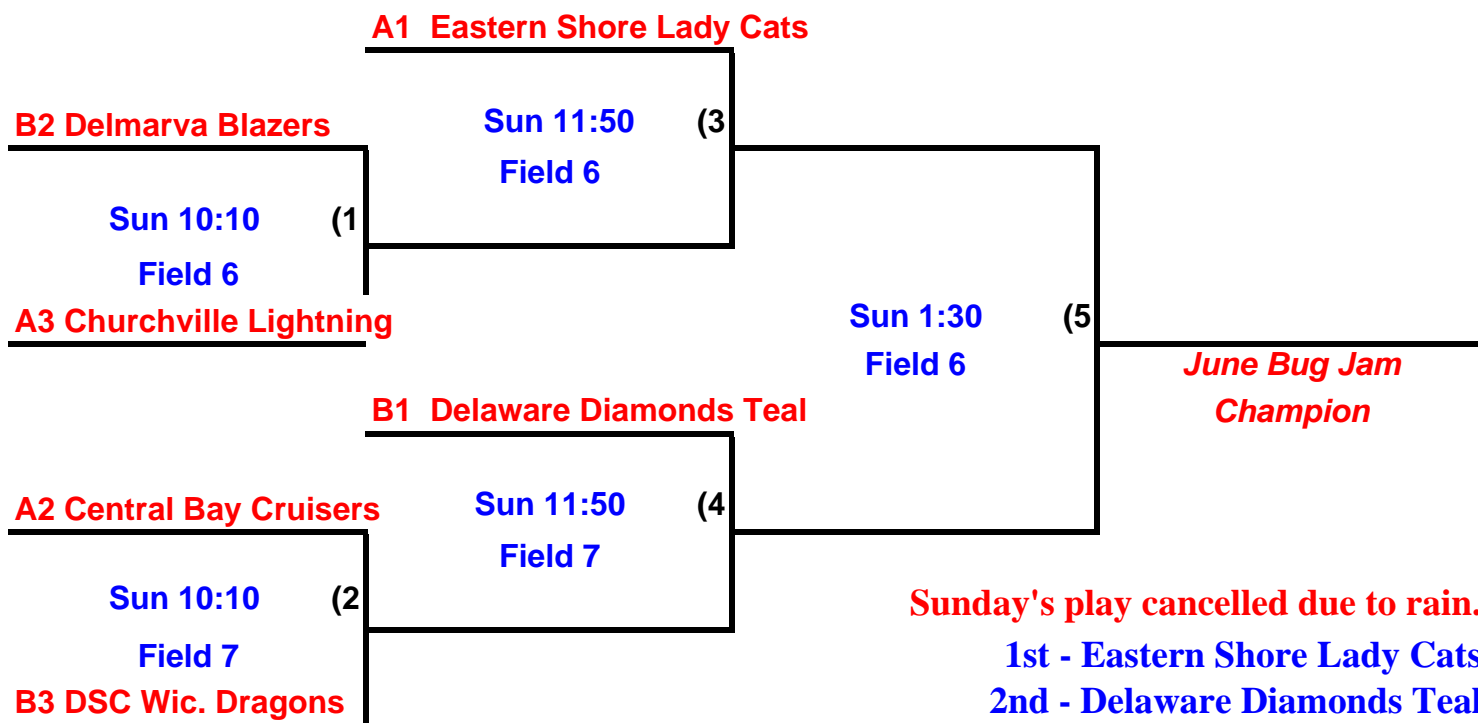 A1 Eastern Shore Lady Cats
B2 Delmarva Blazers
Sun 11:50 (3
Field 6
Sun 10:10 (1
Field 6
A3 Churchville Lightning
Sun 1:30 (5
Field 6
June Bug Jam
Champion
B1 Delaware Diamonds Teal
A2 Central Bay Cruisers
Sun 11:50 (4
Field 7
Sun 10:10 (2
Field 7
B3 DSC Wic. Dragons
Sunday's play cancelled due to rain.
1st - Eastern Shore Lady Cats
2nd - Delaware Diamonds Teal